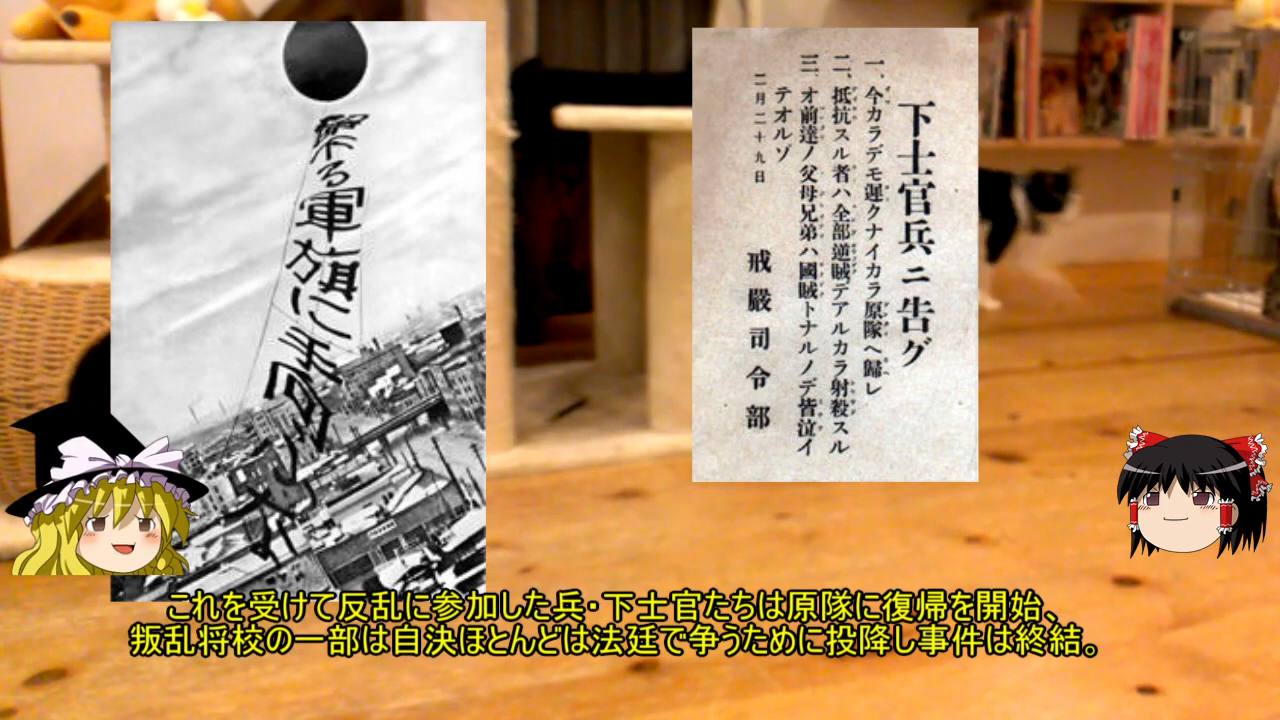 勅下る軍旗に手向ふな
下士官兵ニ告グ
一、今カラデモ遲クナイカラ原隊ヘ歸レ
二、抵抗スル者ハ全部逆賊デアルカラ射殺スル
三、オ前達ノ父母兄弟ハ國賊トナルノデ皆泣イ
テオルゾ
二月二十九日
戒嚴司令部
これを受けて反乱に参加した兵・下士官たちは原隊に復帰を開始、
叛乱将校の一部は自決ほとんどは法廷で争うために投降し事件は終結。